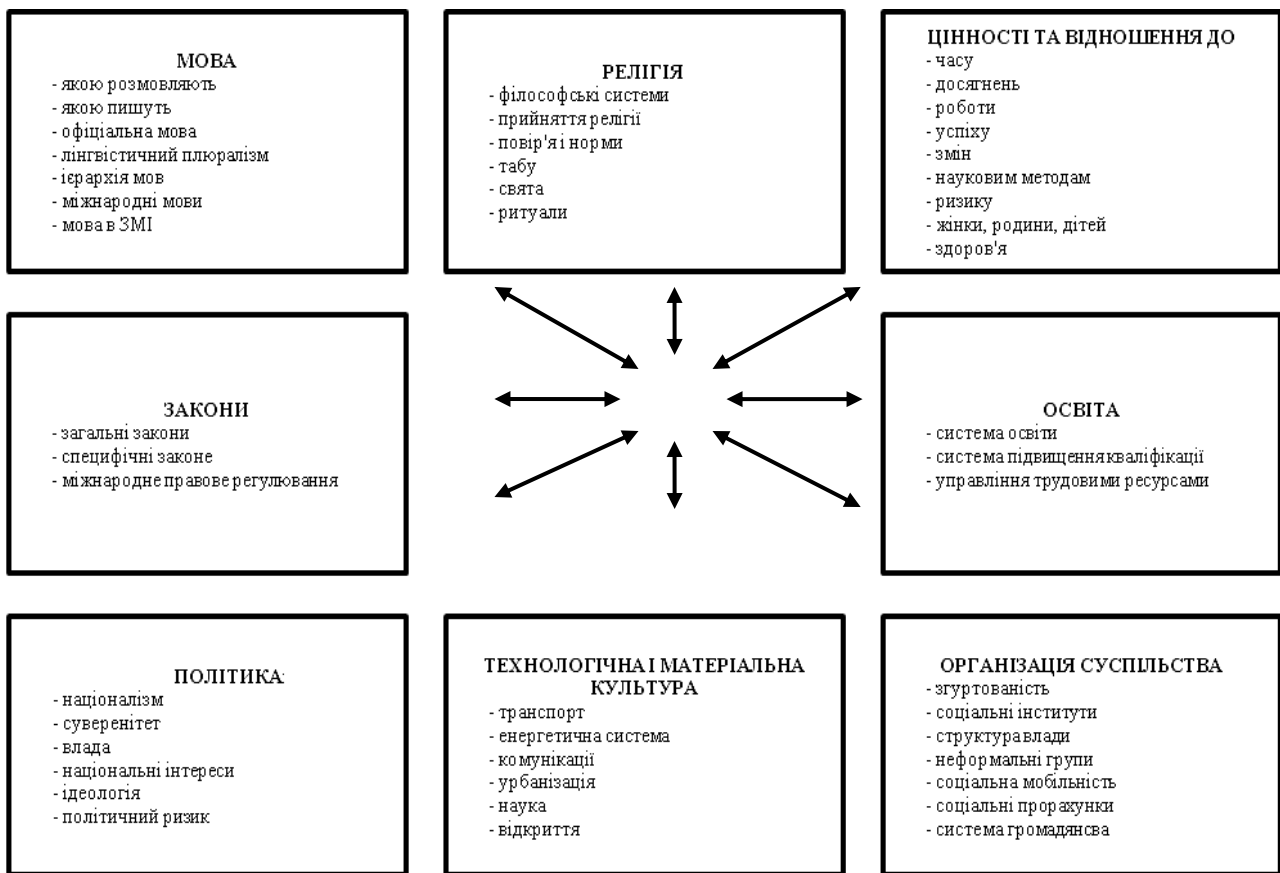 МОВА
- якою розмовляють
- якою пишуть
- офіціальна мова
- лінгвістичний плюралізм
- ієрархія мов
- міжнародні мови
- мова в ЗМІ
РЕЛІГІЯ
- філософські системи
- прийняття релігії
- повір'я і норми
- табу
- свята
- ритуали
ЦІННОСТІ ТА ВІДНОШЕННЯ ДО
- часу
- досягнень
- роботи
- успіху
- змін
- науковим методам
- ризику
- жінки, родини, дітей
- здоров'я
ЗАКОНИ
- загальні закони
- специфічні законе
- міжнародне правове регулювання
ОСВІТА
- система освіти
- система підвищення кваліфікації
- управління трудовими ресурсами
ПОЛІТИКА:
- націоналізм
- суверенітет
- влада
- національні інтереси
- ідеологія
- політичний ризик
ТЕХНОЛОГІЧНА І МАТЕРІАЛЬНА
КУЛЬТУРА
- транспорт
- енергетична система
- комунікації
- урбанізація
- наука
- відкриття
ОРГАНІЗАЦІЯ СУСПІЛЬСТВА
- згуртованість
- соціальні інститути
- структура влади
- неформальні групи
- соціальна мобільність
- соціальні прорахунки
- система громадянсва